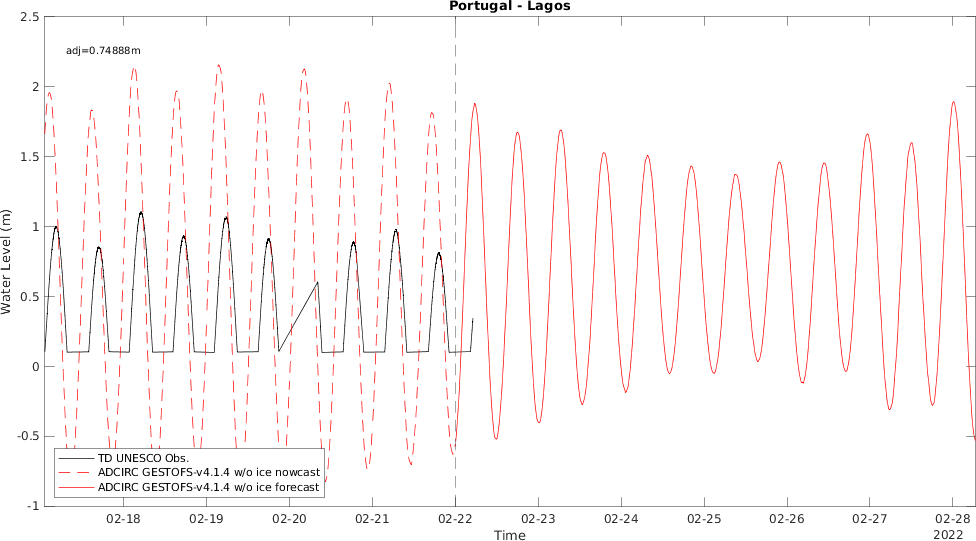 Portugal - Lagos
2.5
adj=0.74888m
2
1.5
1
0.5
0
-0.5
-1
Water Level (m)
TD UNESCO Obs.
ADCIRC GESTOFS-v4.1.4 w/o ice nowcast
ADCIRC GESTOFS-v4.1.4 w/o ice forecast
02-18 02-19 02-20 02-21 02-22 02-23 02-24 02-25 02-26 02-27 02-28
Time 2022